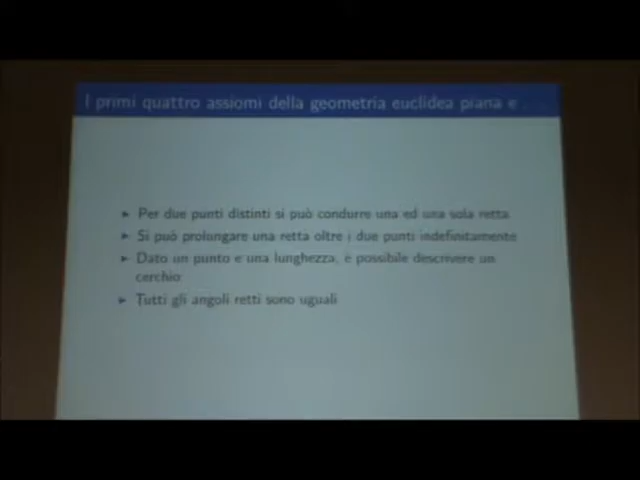 I primi quattro assiomi della geometria euclidea piana e . . .
Per due punti distinti si può condurre una ed una sola retta
Si può prolungare una retta oltre i due punti indefinitamente
Dato un punto e una lunghezza, è possibile descrivere un
cerchio
Tutti gli angoli retti sono uguali